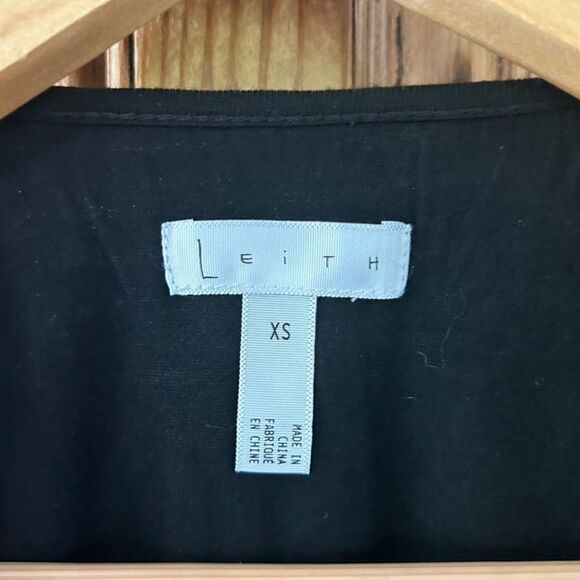 LEiTH
XS
MADE IN
CHINA
FABRIQUÉ
EN CHINE